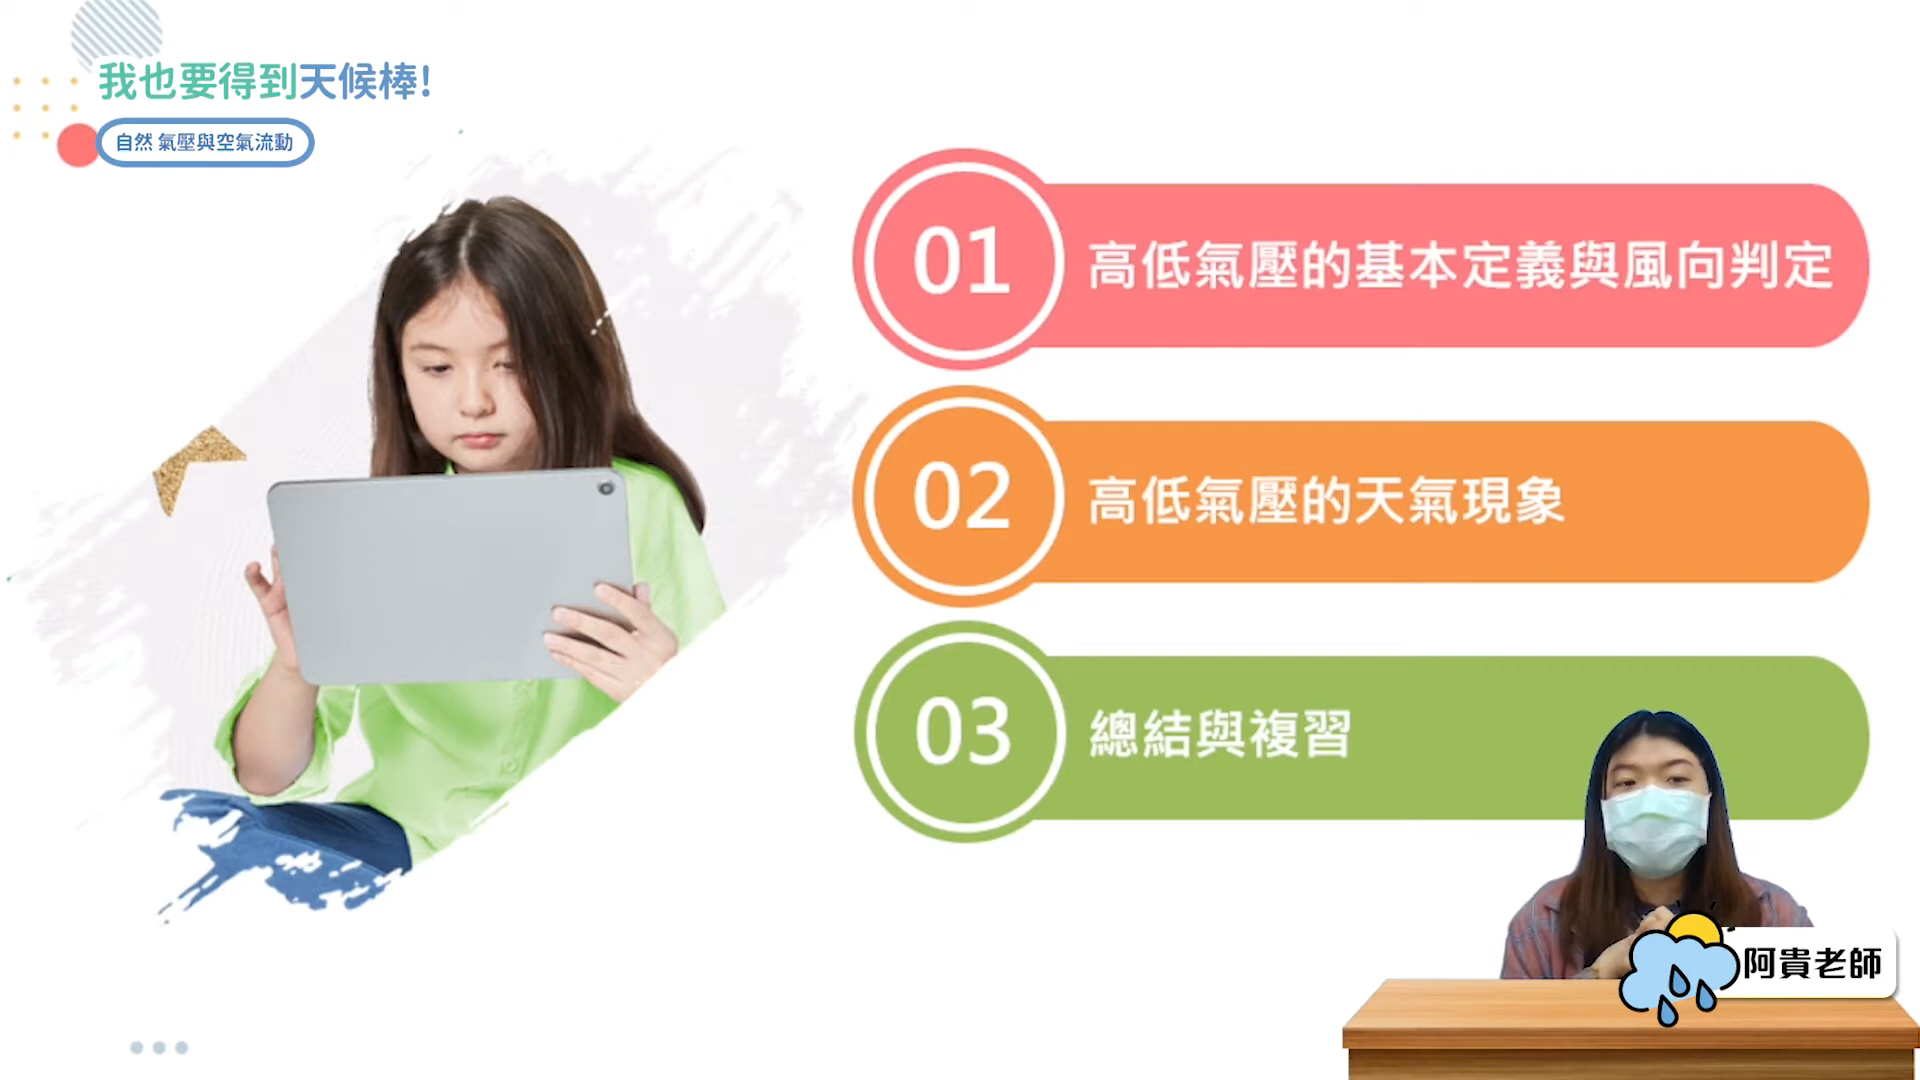 我也要得到天候棒!
自然 氣壓與空氣流動
01 高低氣壓的基本定義與風向判定
02 高低氣壓的天氣現象
03 總結與複習
阿貴老師